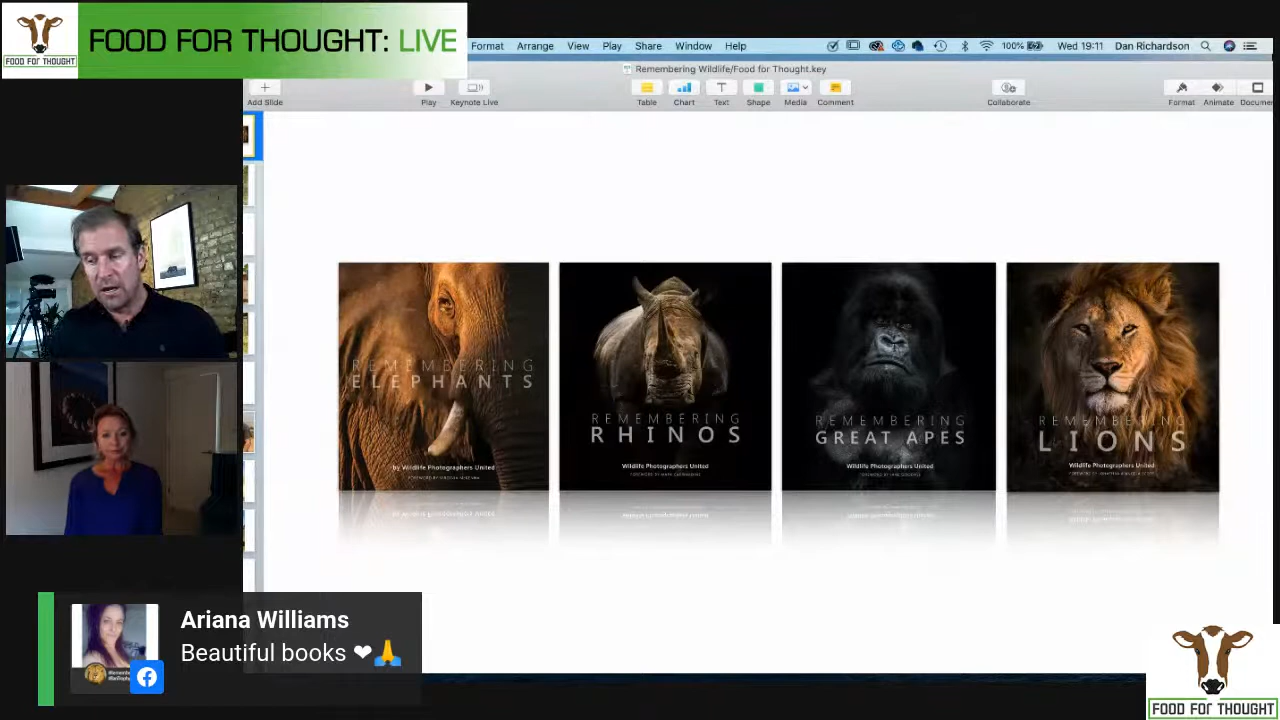 FOOD FOR THOUGHT: LIVE
FOOD FOR THOUGHT
Format Arrange View Play Share Window Help
100% Wed 19:11 Dan Richardson
Remembering Wildlife/Food for Thought.key
Add Slide Play Keynote Live Table Chart Text Shape Media Comment Collaborate Format Animate Documen
REMEMBERING
ELEPHANTS
by Wildlife Photographers United
REMEMBERING
RHINOS
Wildlife Photographers United
REMEMBERING
GREAT APES
Wildlife Photographers United
REMEMBERING
LIONS
Wildlife Photographers United
Ariana Williams
Beautiful books ❤🙏
FOOD FOR THOUGHT